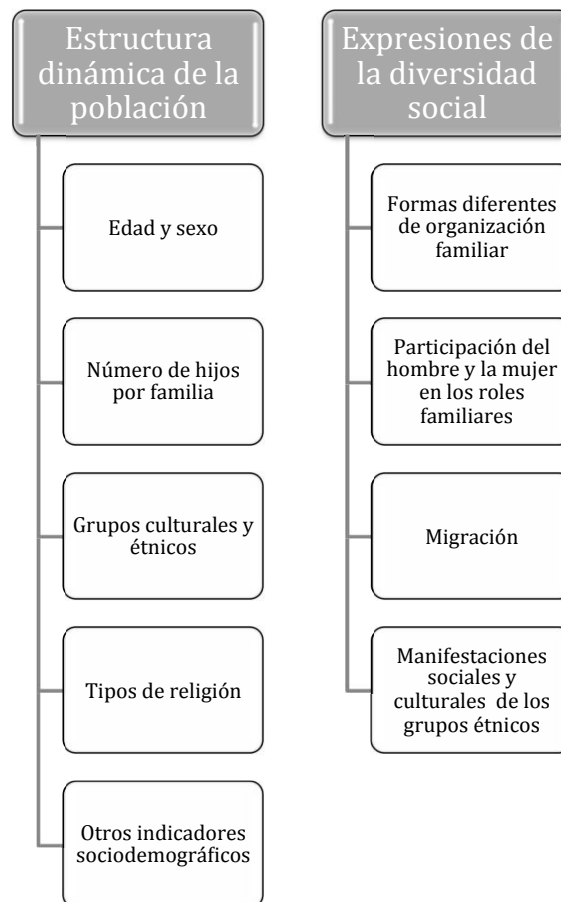 Estructura
dinámica de la
población
Edad y sexo
Número de hijos
por familia
Grupos culturales y
étnicos
Tipos de religión
Otros indicadores
sociodemográficos
Expresiones de
la diversidad
social
Formas diferentes
de organización
familiar
Participación del
hombre y la mujer
en los roles
familiares
Migración
Manifestaciones
sociales y
culturales de los
grupos étnicos